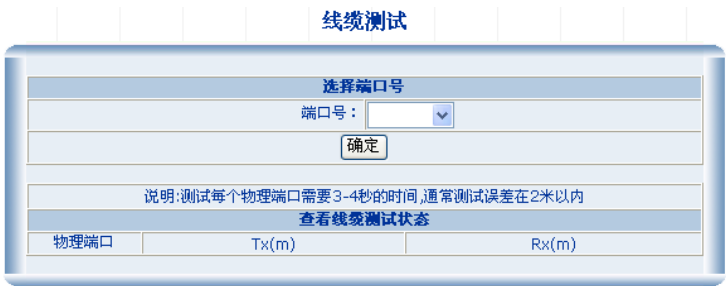 线缆测试
选择端口号
端口号：
确定
说明:测试每个物理端口需要3-4秒的时间,通常测试误差在2米以内
查看线缆测试状态
物理端口 Tx(m) Rx(m)